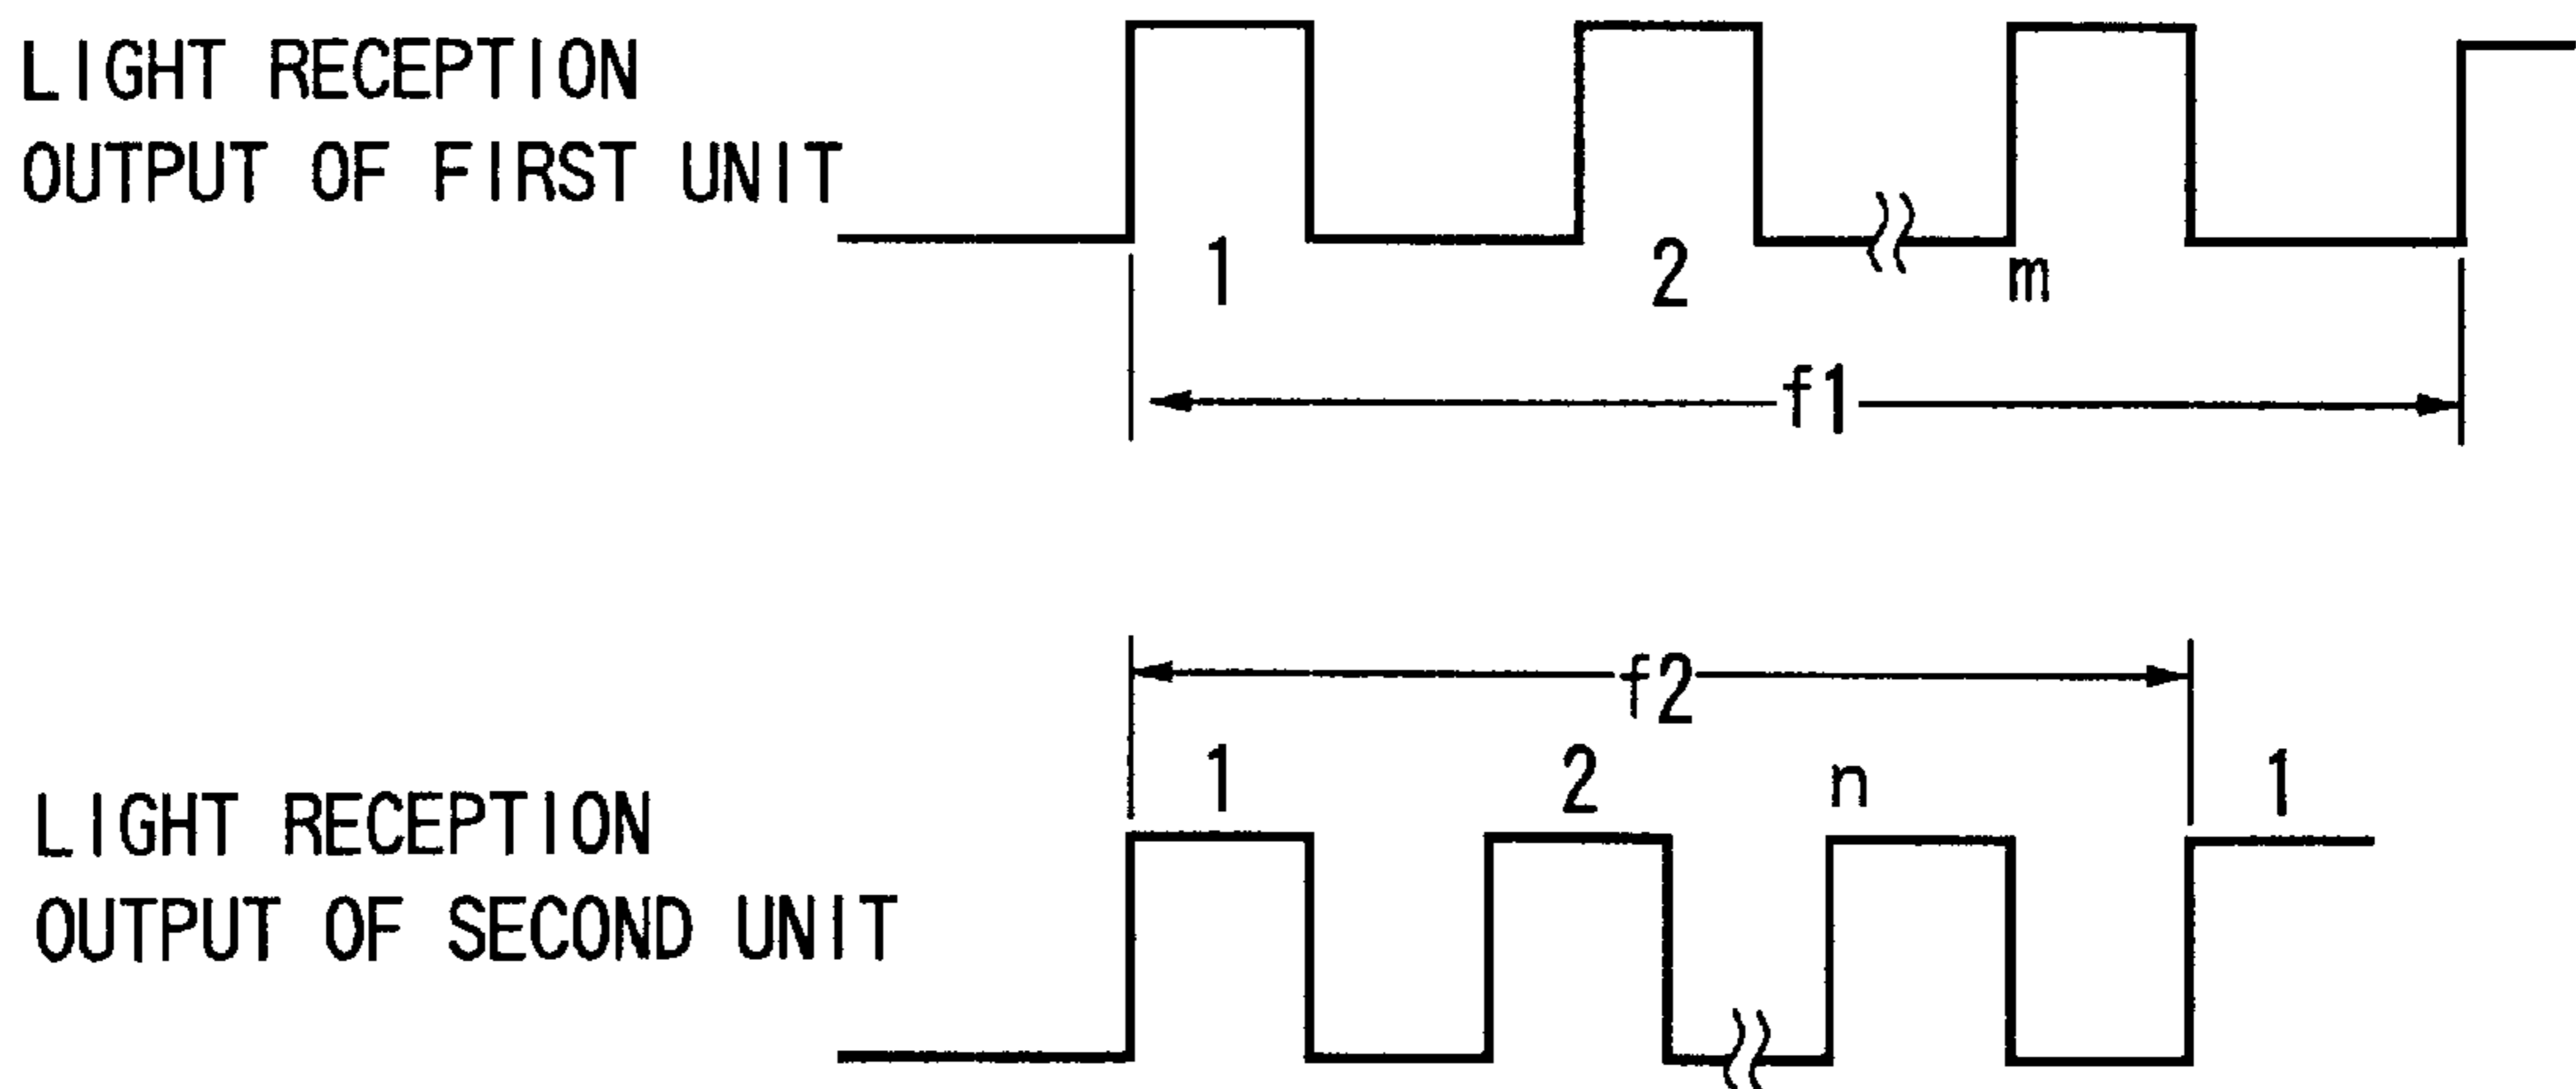 LIGHT RECEPTION
OUTPUT OF FIRST UNIT
1 2 m
f1
f2
1 2 n 1
LIGHT RECEPTION
OUTPUT OF SECOND UNIT